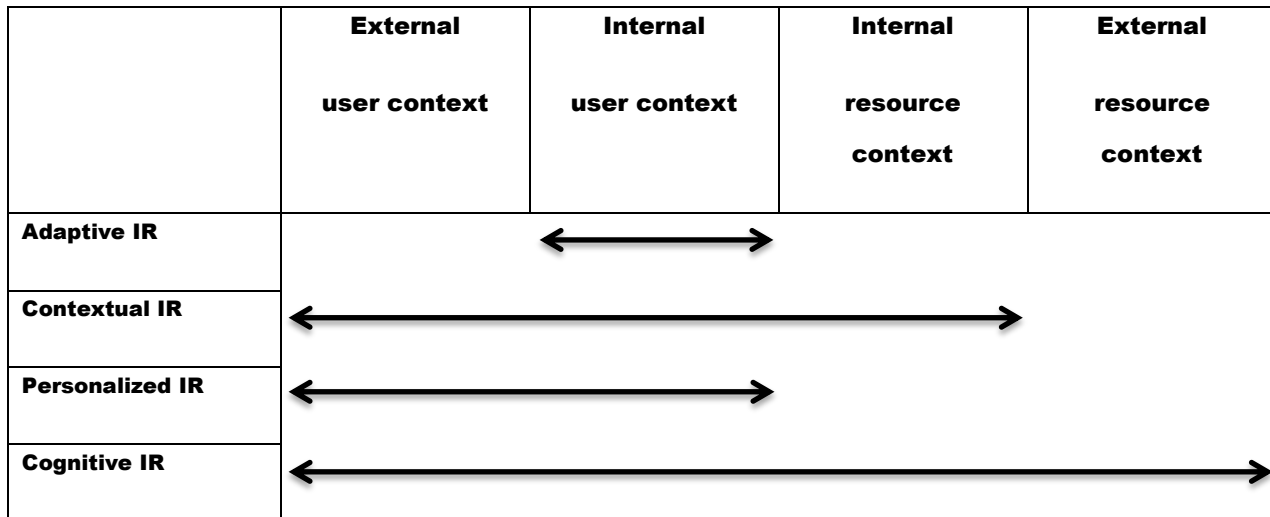 External
user context
Internal
user context
Internal
resource
context
External
resource
context
Adaptive IR
Contextual IR
Personalized IR
Cognitive IR